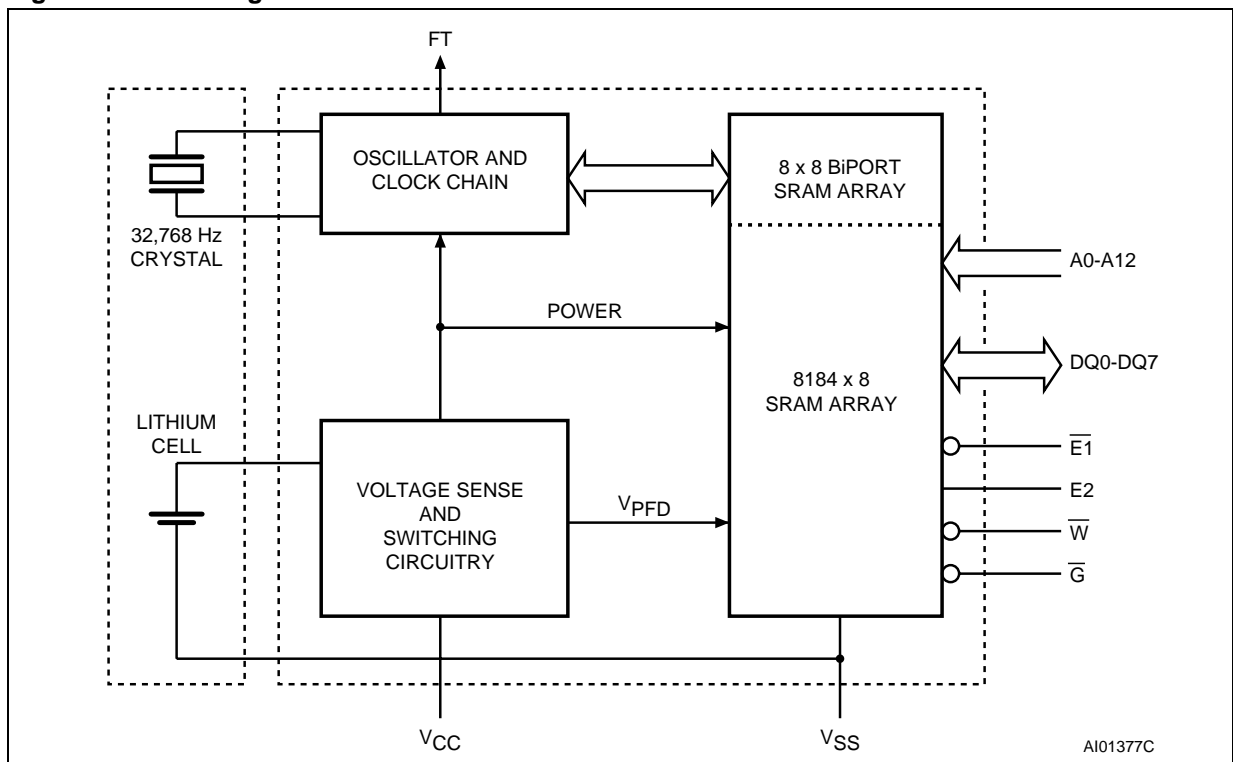 FT
OSCILLATOR AND
CLOCK CHAIN
8 x 8 BiPORT
SRAM ARRAY
32,768 Hz
CRYSTAL
A0-A12
POWER
DQ0-DQ7
8184 x 8
SRAM ARRAY
LITHIUM
CELL
E1
VOLTAGE SENSE
AND
SWITCHING
CIRCUITRY
VPFD
E2
W
G
VCC
VSS
AI01377C